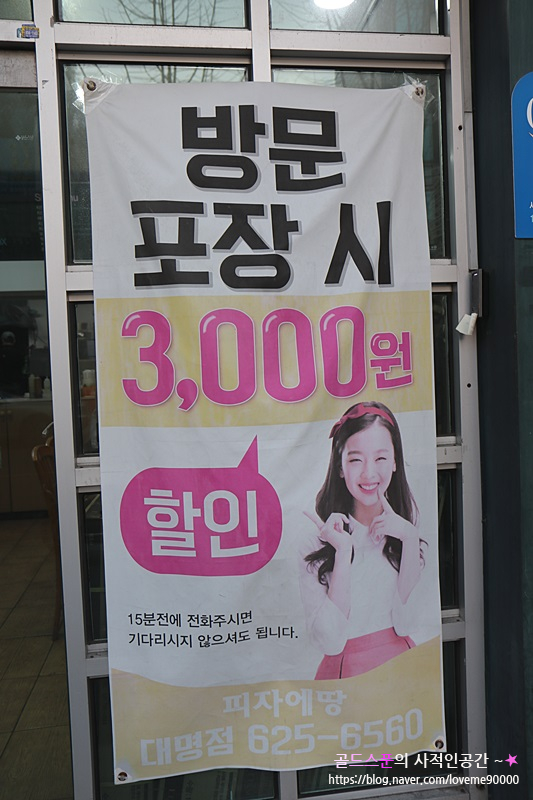 방문
포장 시
3,000원
할인
15분전에 전화주시면
기다리시지 않으셔도 됩니다.
피자에땅
대명점 625-6560
골드스푼의 사적인공간 ~★
https://blog.naver.com/loveme90000